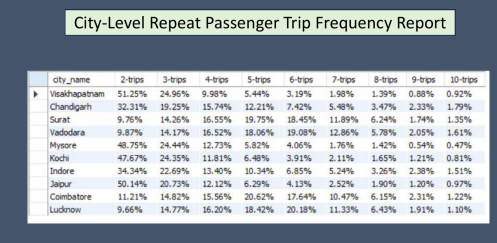 City-Level Repeat Passenger Trip Frequency Report
city_name 2-trips 3-trips 4-trips 5-trips 6-trips 7-trips 8-trips 9-trips 10-trips
Visakhapatnam 51.25% 24.96% 9.98% 5.44% 3.19% 1.98% 1.39% 0.88% 0.92%
Chandigarh 32.31% 19.25% 15.74% 12.21% 7.42% 5.48% 3.47% 2.33% 1.79%
Surat 9.76% 14.26% 16.55% 19.75% 18.45% 11.89% 6.24% 1.74% 1.35%
Vadodara 9.87% 14.17% 16.52% 18.06% 19.08% 12.86% 5.78% 2.05% 1.61%
Mysore 48.75% 24.44% 12.73% 5.82% 4.06% 1.76% 1.42% 0.54% 0.47%
Kochi 47.67% 24.35% 11.81% 6.48% 3.91% 2.11% 1.65% 1.21% 0.81%
Indore 34.34% 22.69% 13.40% 10.34% 6.85% 5.24% 3.26% 2.38% 1.51%
Jaipur 50.14% 20.73% 12.12% 6.29% 4.13% 2.52% 1.90% 1.20% 0.97%
Coimbatore 11.21% 14.82% 15.56% 20.62% 17.64% 10.47% 6.15% 2.31% 1.22%
Lucknow 9.66% 14.77% 16.20% 18.42% 20.18% 11.33% 6.43% 1.91% 1.10%